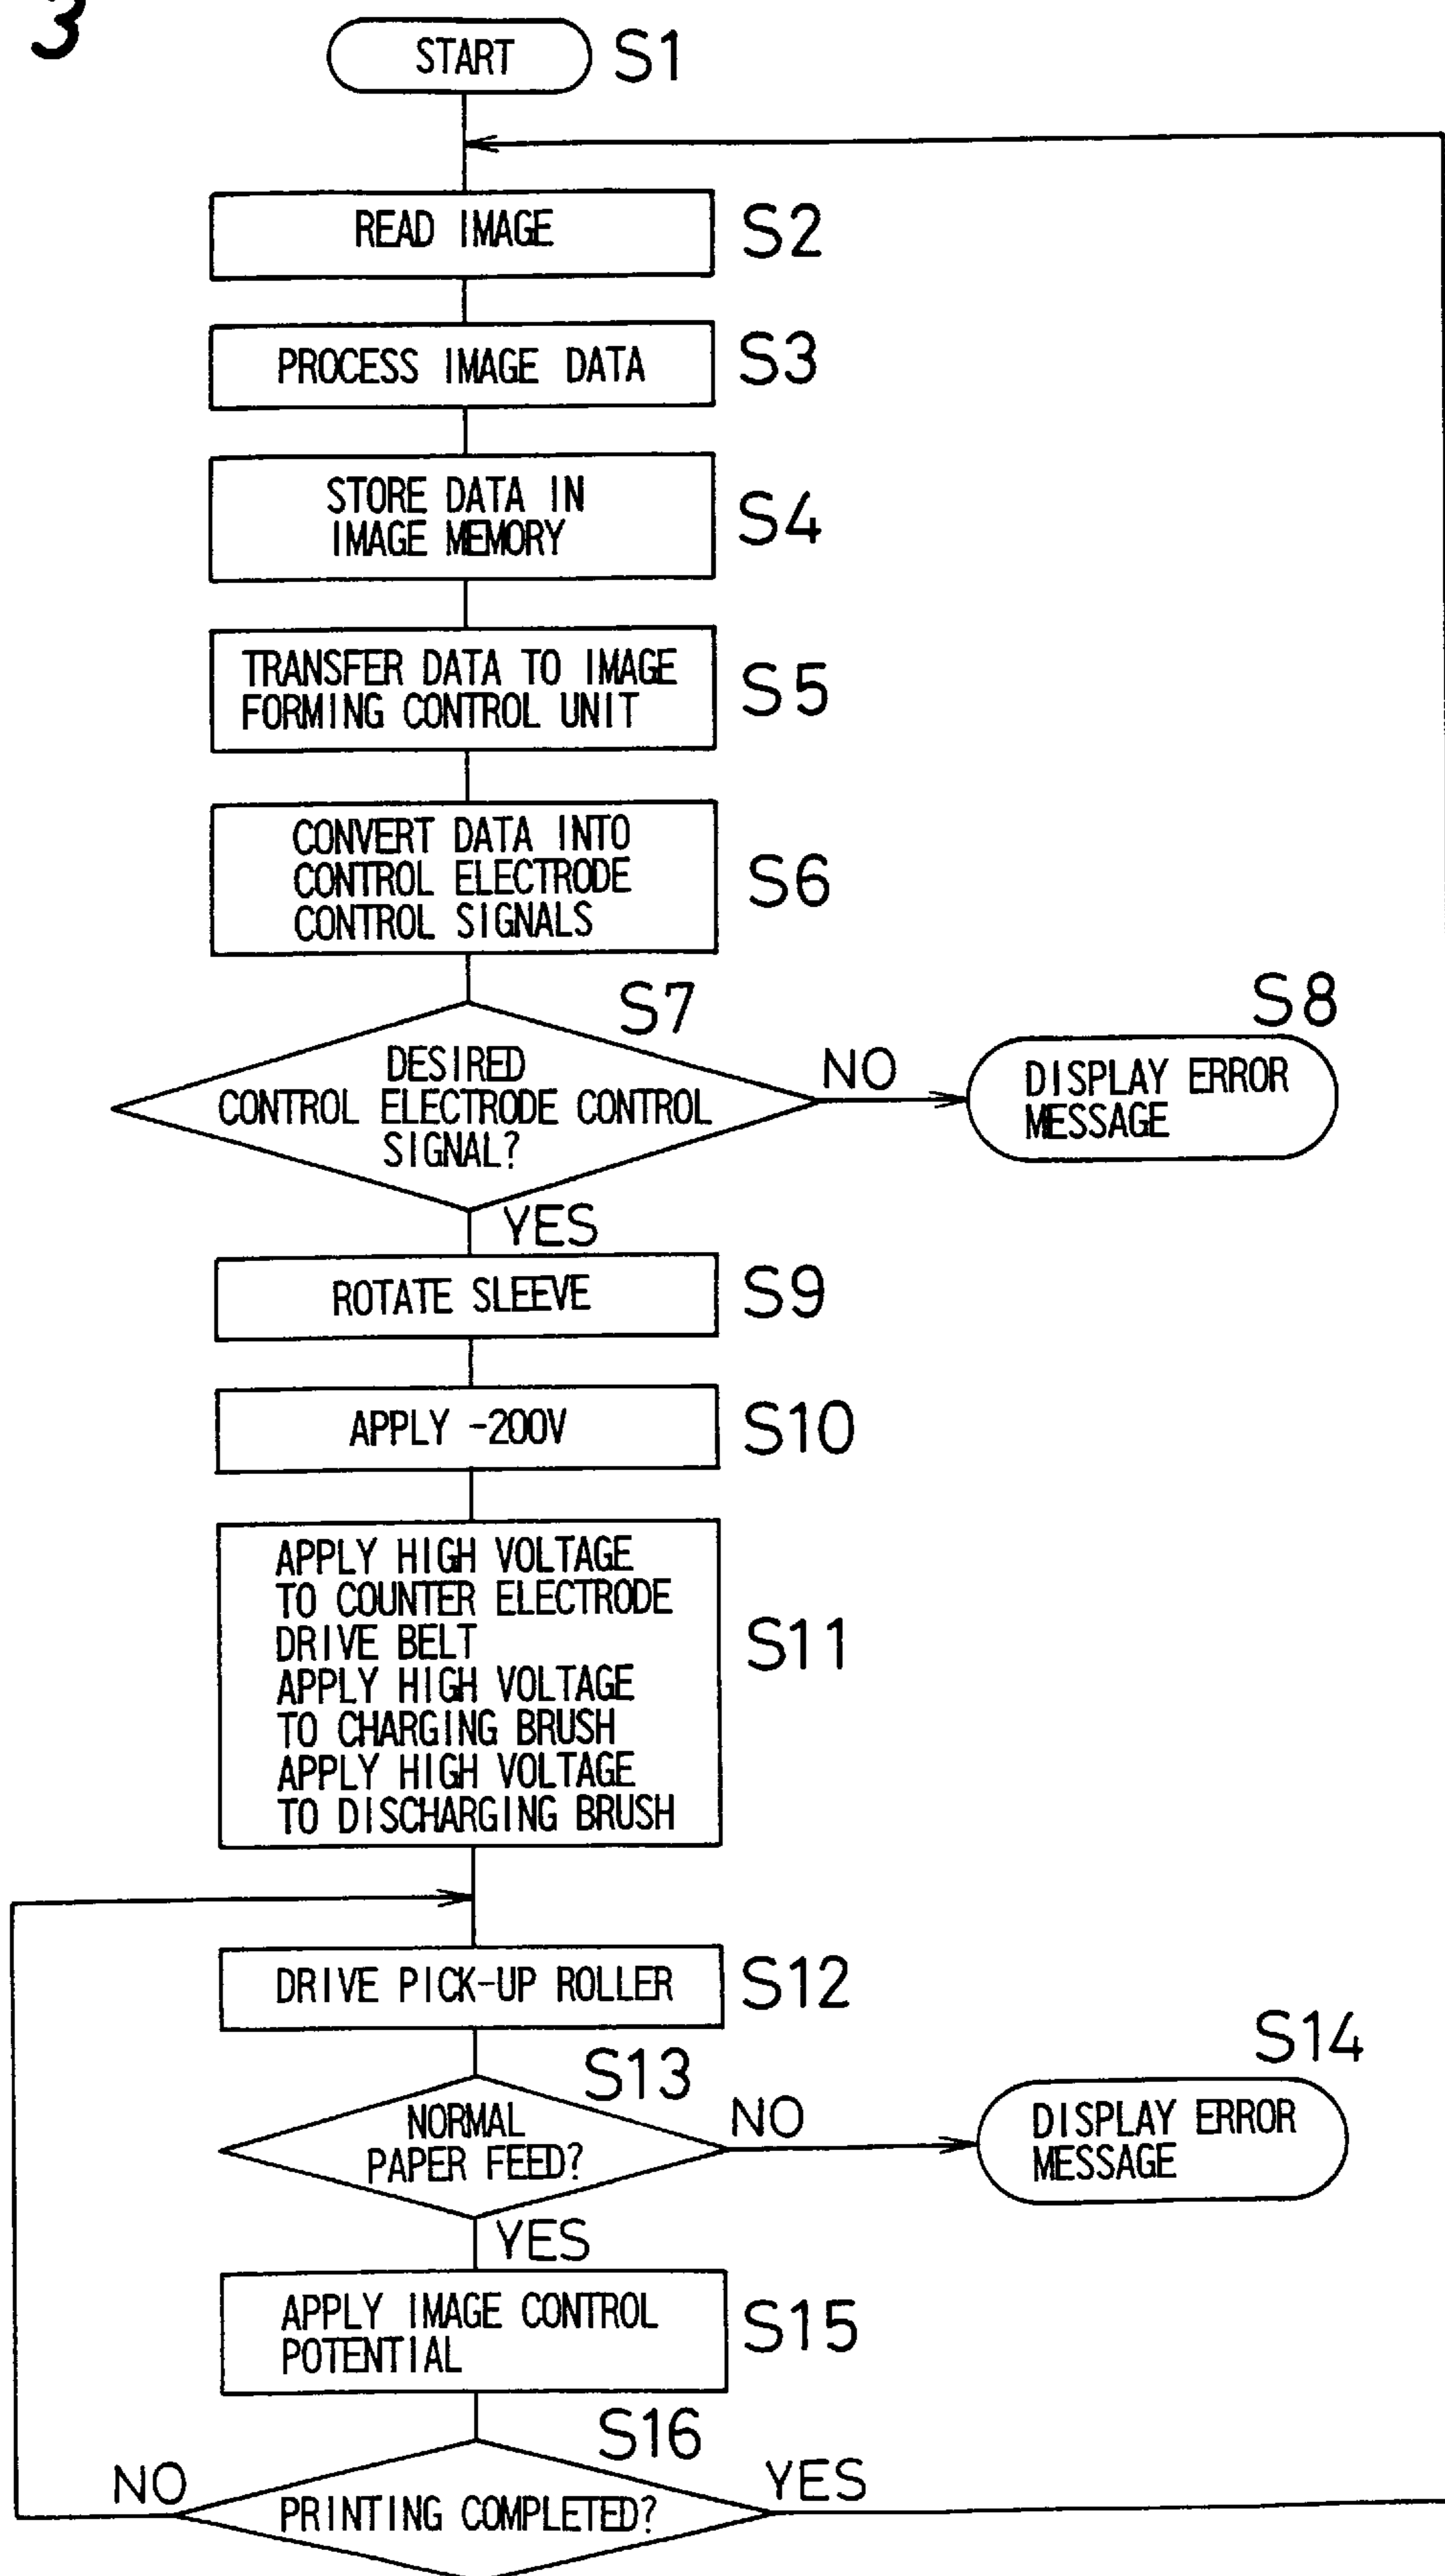 3
START S1
READ IMAGE S2
PROCESS IMAGE DATA S3
STORE DATA IN
IMAGE MEMORY
S4
TRANSFER DATA TO IMAGE
FORMING CONTROL UNIT
S5
CONVERT DATA INTO
CONTROL ELECTRODE
CONTROL SIGNALS
S6
S7
DESIRED
CONTROL ELECTRODE CONTROL
SIGNAL?
NO
S8
DISPLAY ERROR
MESSAGE
YES
ROTATE SLEEVE S9
APPLY -200V S10
APPLY HIGH VOLTAGE
TO COUNTER ELECTRODE
DRIVE BELT
APPLY HIGH VOLTAGE
TO CHARGING BRUSH
APPLY HIGH VOLTAGE
TO DISCHARGING BRUSH
S11
DRIVE PICK-UP ROLLER S12
S13
NORMAL
PAPER FEED?
NO
S14
DISPLAY ERROR
MESSAGE
YES
APPLY IMAGE CONTROL
POTENTIAL
S15
S16
NO
PRINTING COMPLETED?
YES